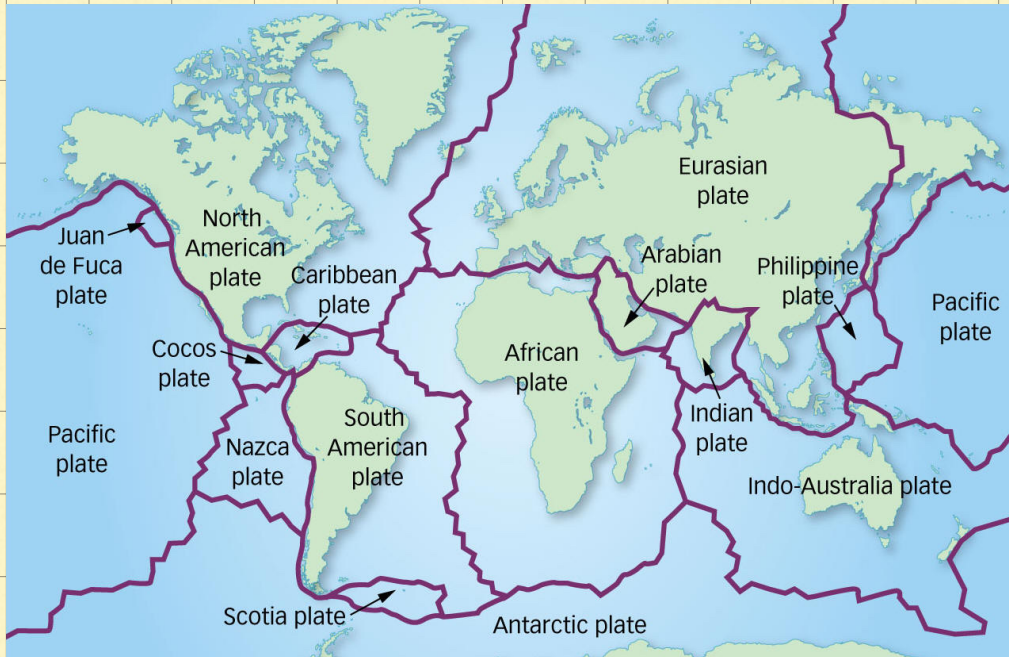 Eurasian
plate
North
American
plate
Juan
de Fuca
plate
Caribbean
plate
Arabian
plate
Philippine
plate
Pacific
plate
Cocos
plate
African
plate
Indian
plate
South
American
plate
Nazca
plate
Pacific
plate
Indo-Australia plate
Scotia plate
Antarctic plate